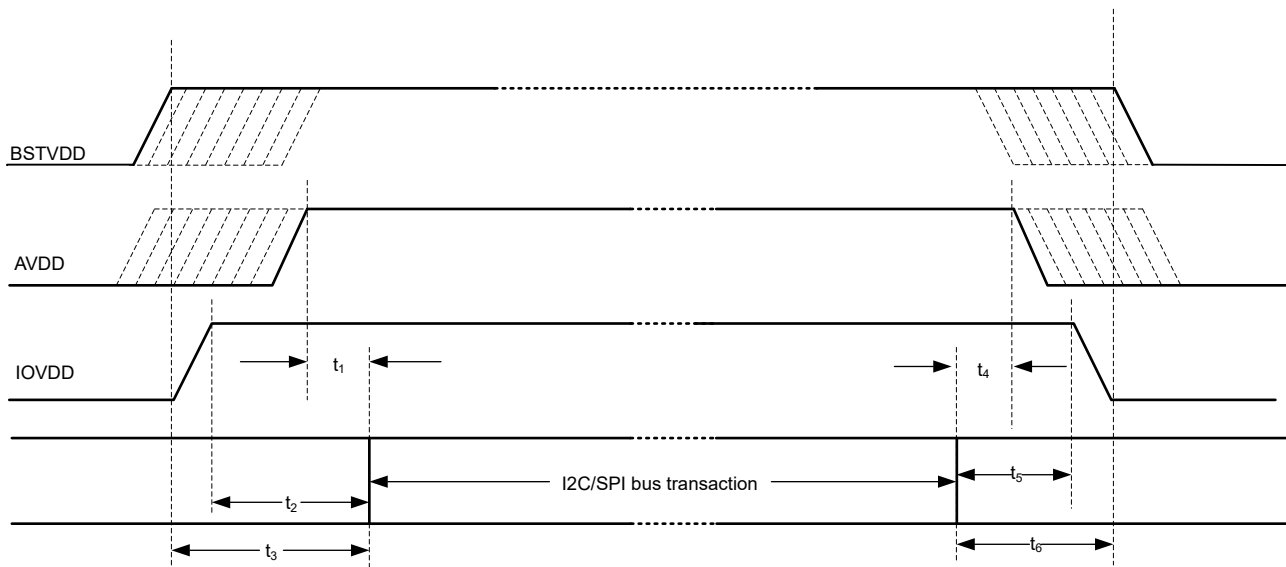 BSTVDD
AVDD
IOVDD
t1
t4
I2C/SPI bus transaction
t5
t2
t3
t6